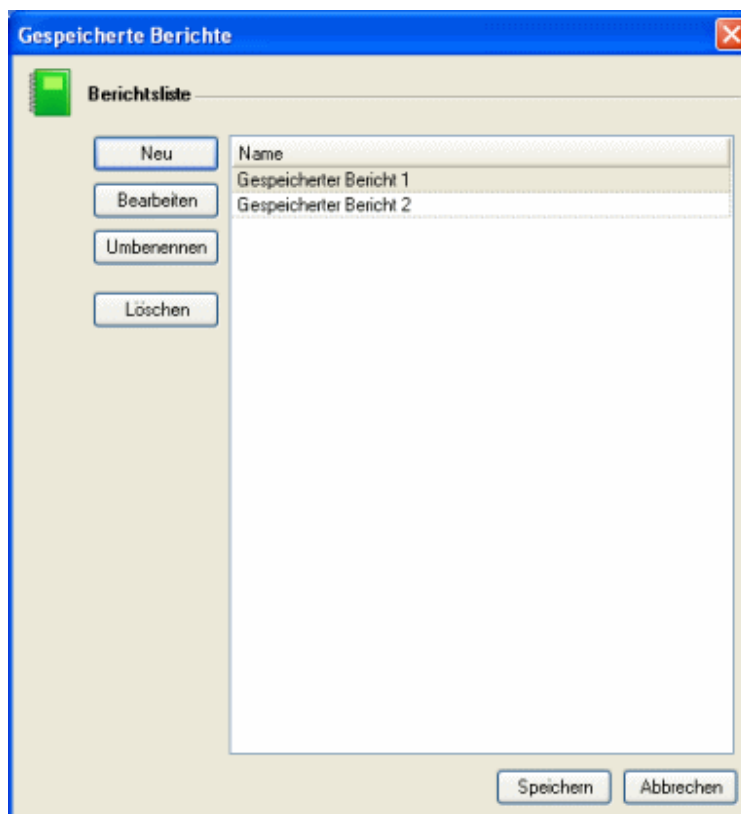 Gespeicherte Berichte
Berichtsliste
Neu
Name
Gespeicherter Bericht 1
Bearbeiten
Gespeicherter Bericht 2
Umbenennen
Löschen
Speichern
Abbrechen